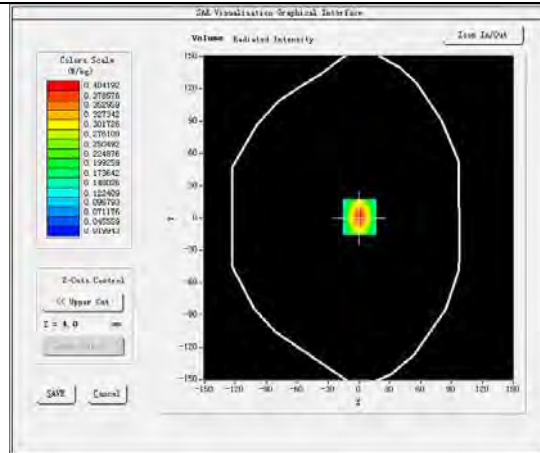 SAR Visualisation Graphical Interface
Volume Radiated Intensity
Zoom In/Out
Colors Scale
(W/kg)
0.404192
0.378576
0.352959
0.327342
0.301726
0.276109
0.250492
0.224876
0.199259
0.173642
0.148026
0.122409
0.096793
0.071176
0.045559
0.019943
150
120
90
60
30
0
-30
-60
-90
-120
-150
Y
-150 -120 -90 -60 -30 0 30 60 90 120 150
X
Z-Cuts Control
<< Upper Cut
Z = 4.0 mm
SAVE Cancel